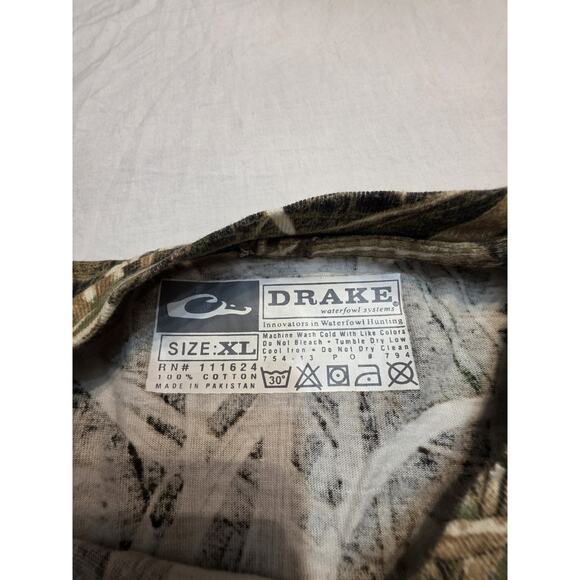 DRAKE®
waterfowl systems
Innovators in Waterfowl Hunting
SIZE:XL
Machine Wash Cold With Like Colors
Do Not Bleach • Tumble Dry Low
Cool Iron • Do Not Dry Clean
754-13 PO# 794
RN# 111624
100% COTTON
MADE IN PAKISTAN
30°